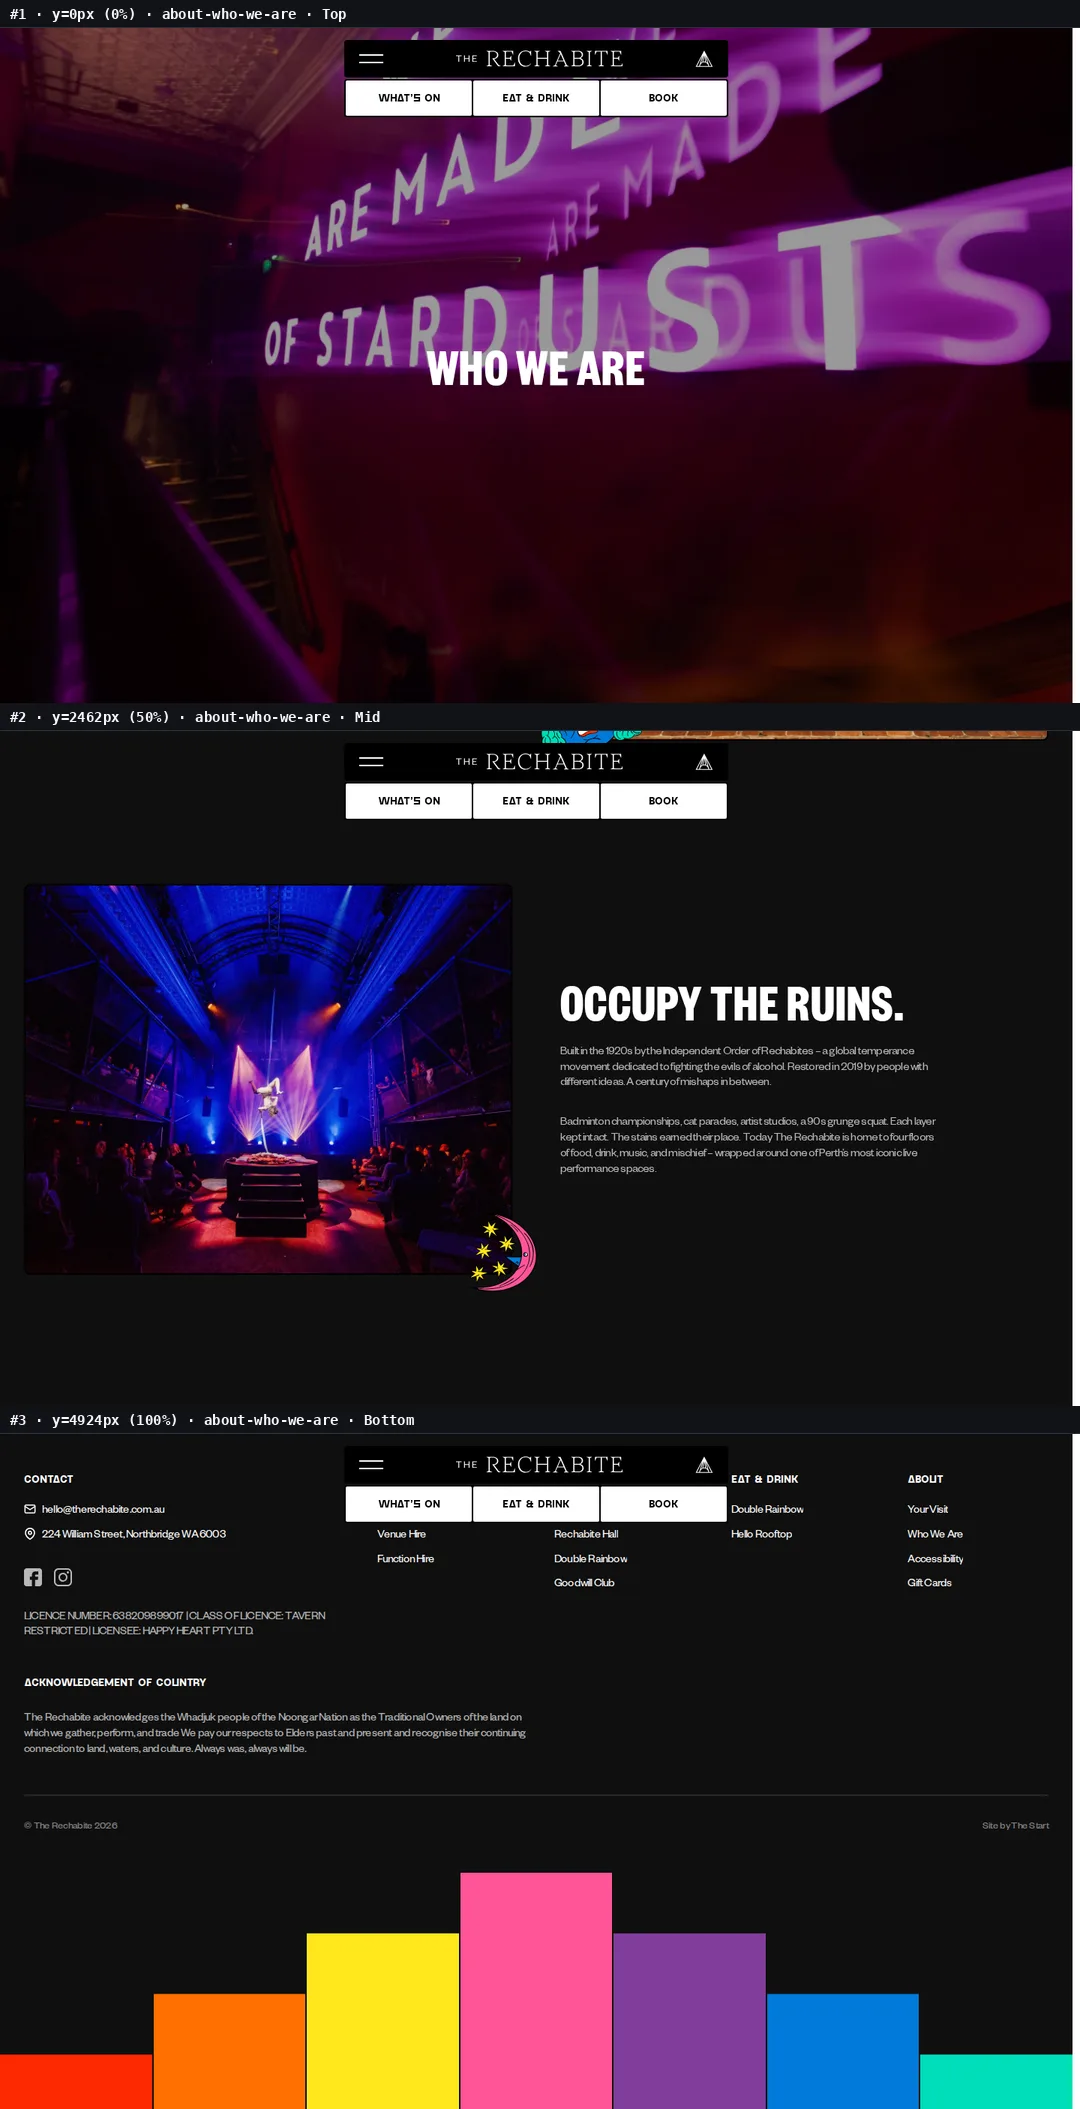 #1 · y=0px (0%) · about-who-we-are · Top
THE RECHABITE
WHAT'S ON
EAT & DRINK
BOOK
ARE MADE
ARE MADE
OF STARDUST
WHO WE ARE
#2 · y=2462px (50%) · about-who-we-are · Mid
THE RECHABITE
WHAT'S ON
EAT & DRINK
BOOK
OCCUPY THE RUINS.
Built in the 1920s by the Independent Order of Rechabites – a global temperance
movement dedicated to fighting the evils of alcohol. Restored in 2019 by people with
different ideas. A century of mishaps in between.
Badminton championships, cat parades, artist studios, a 90s grunge squat. Each layer
kept intact. The stains earned their place. Today The Rechabite is home to four floors
of food, drink, music, and mischief – wrapped around one of Perth's most iconic live
performance spaces.
#3 · y=4924px (100%) · about-who-we-are · Bottom
THE RECHABITE
WHAT'S ON
EAT & DRINK
BOOK
CONTACT
hello@therechabite.com.au
224 William Street, Northbridge WA 6003
LICENCE NUMBER: 638209899017 | CLASS OF LICENCE: TAVERN
RESTRICTED | LICENSEE: HAPPY HEART PTY LTD.
Venue Hire
Function Hire
Rechabite Hall
Double Rainbow
Goodwill Club
EAT & DRINK
Double Rainbow
Hello Rooftop
ABOUT
Your Visit
Who We Are
Accessibility
Gift Cards
ACKNOWLEDGEMENT OF COUNTRY
The Rechabite acknowledges the Whadjuk people of the Noongar Nation as the Traditional Owners of the land on
which we gather, perform, and trade We pay our respects to Elders past and present and recognise their continuing
connection to land, waters, and culture. Always was, always will be.
© The Rechabite 2026
Site by The Start